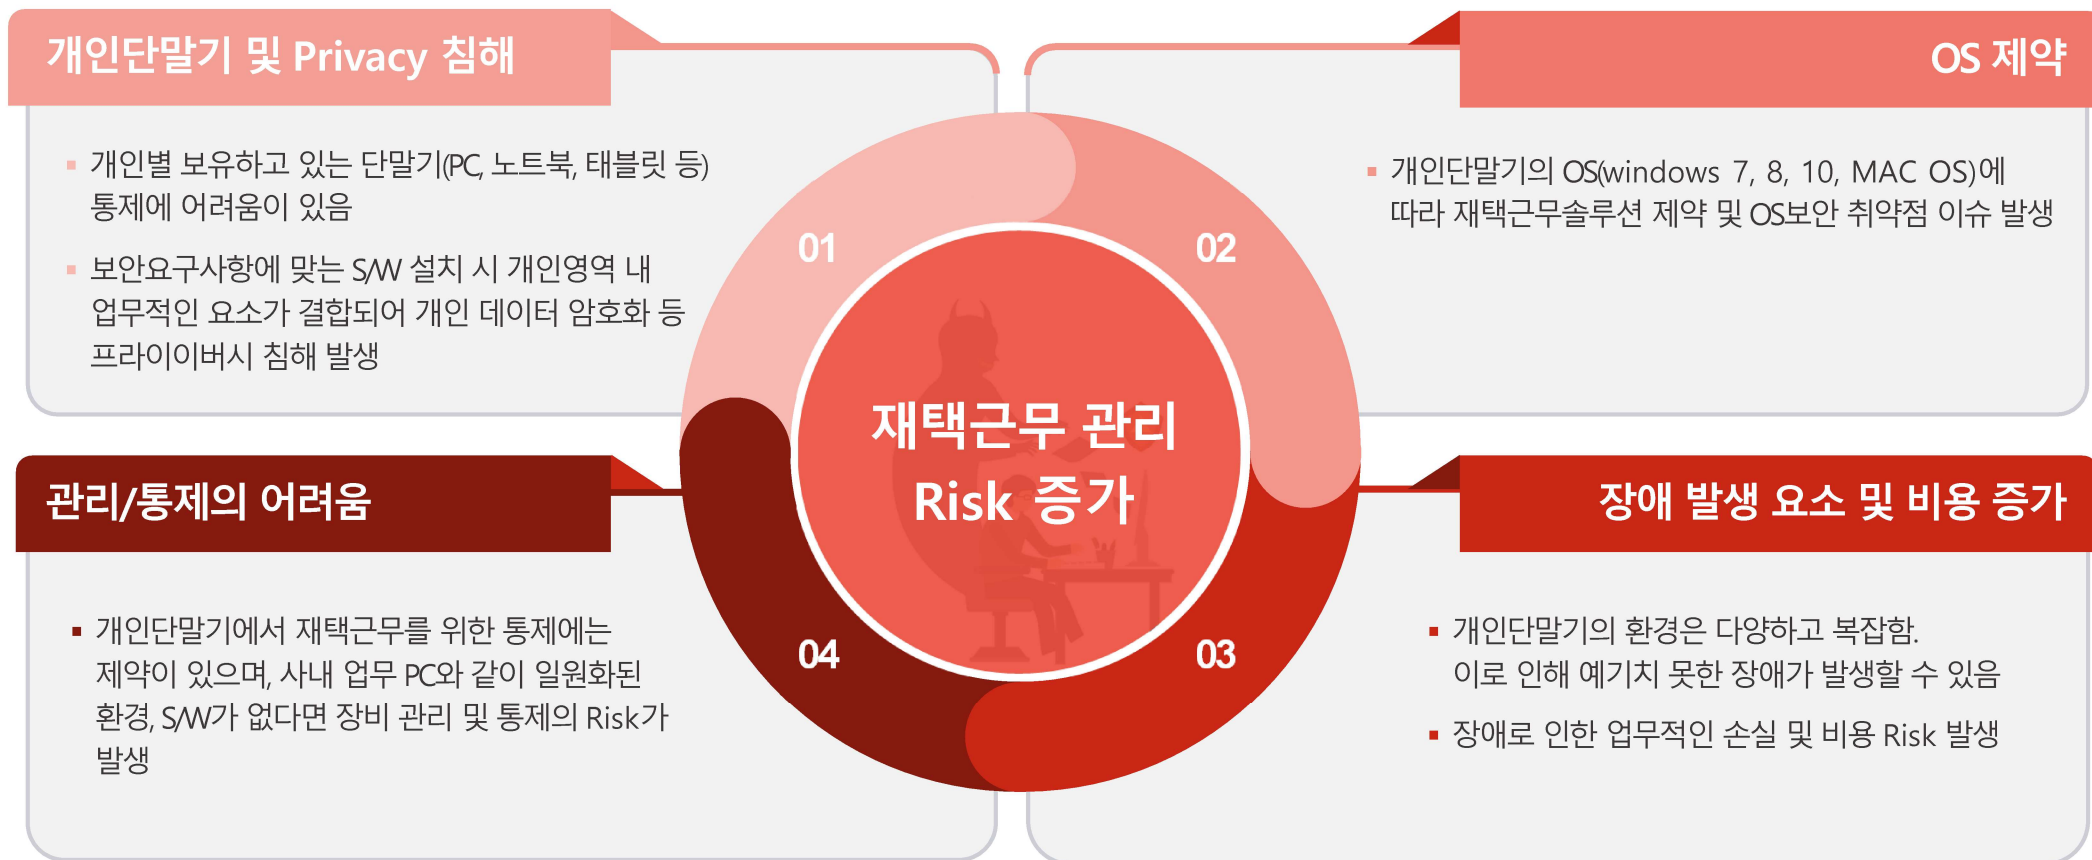 개인단말기 및 Privacy 침해
개인별 보유하고 있는 단말기(PC, 노트북, 태블릿 등)
통제에 어려움이 있음
보안요구사항에 맞는 S/W 설치 시 개인영역 내
업무적인 요소가 결합되어 개인 데이터 암호화 등
프라이이버시 침해 발생
01
OS 제약
개인단말기의 OS(windows 7, 8, 10, MAC OS)에
따라 재택근무솔루션 제약 및 OS보안 취약점 이슈 발생
02
재택근무 관리
Risk 증가
관리/통제의 어려움
개인단말기에서 재택근무를 위한 통제에는
제약이 있으며, 사내 업무 PC와 같이 일원화된
환경, S/W가 없다면 장비 관리 및 통제의 Risk가
발생
04
장애 발생 요소 및 비용 증가
개인단말기의 환경은 다양하고 복잡함.
이로 인해 예기치 못한 장애가 발생할 수 있음
장애로 인한 업무적인 손실 및 비용 Risk 발생
03